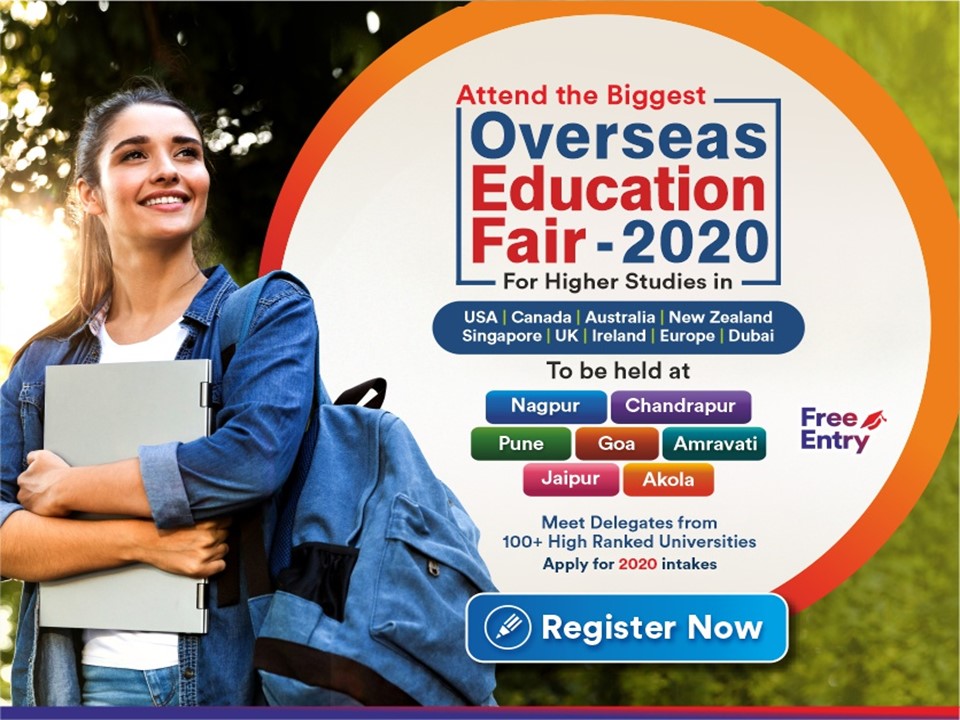 Attend the Biggest
Overseas
Education
Fair - 2020
For Higher Studies in
USA | Canada | Australia | New Zealand
Singapore | UK | Ireland | Europe | Dubai
To be held at
Nagpur Chandrapur
Pune Goa Amravati
Jaipur Akola
Free
Entry
Meet Delegates from
100+ High Ranked Universities
Apply for 2020 intakes
Register Now